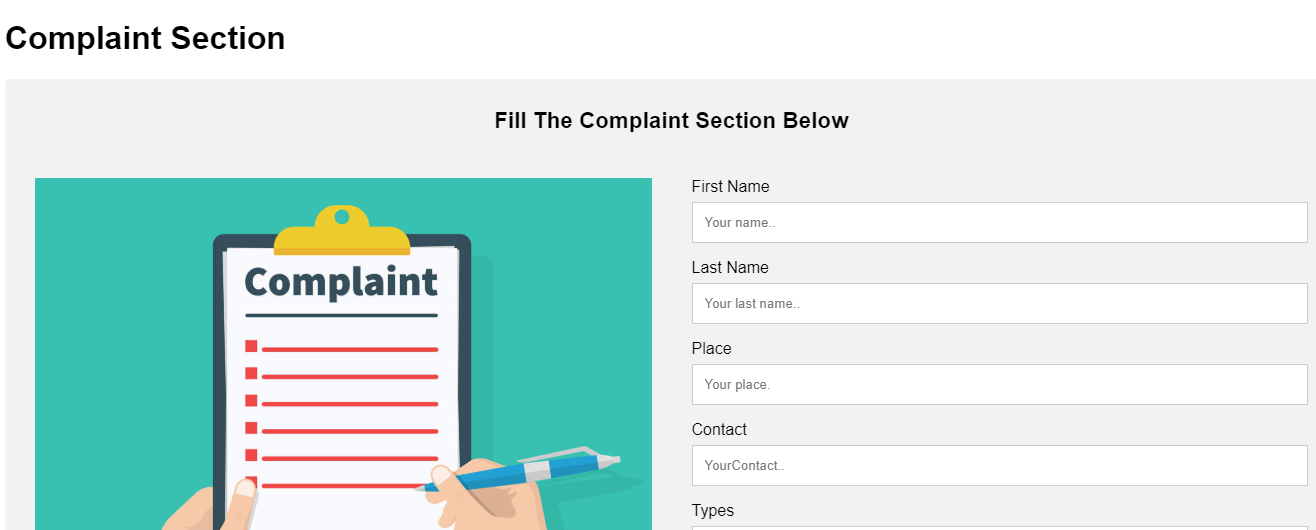 Complaint Section
Fill The Complaint Section Below
Complaint
First Name
Your name..
Last Name
Your last name..
Place
Your place.
Contact
YourContact..
Types